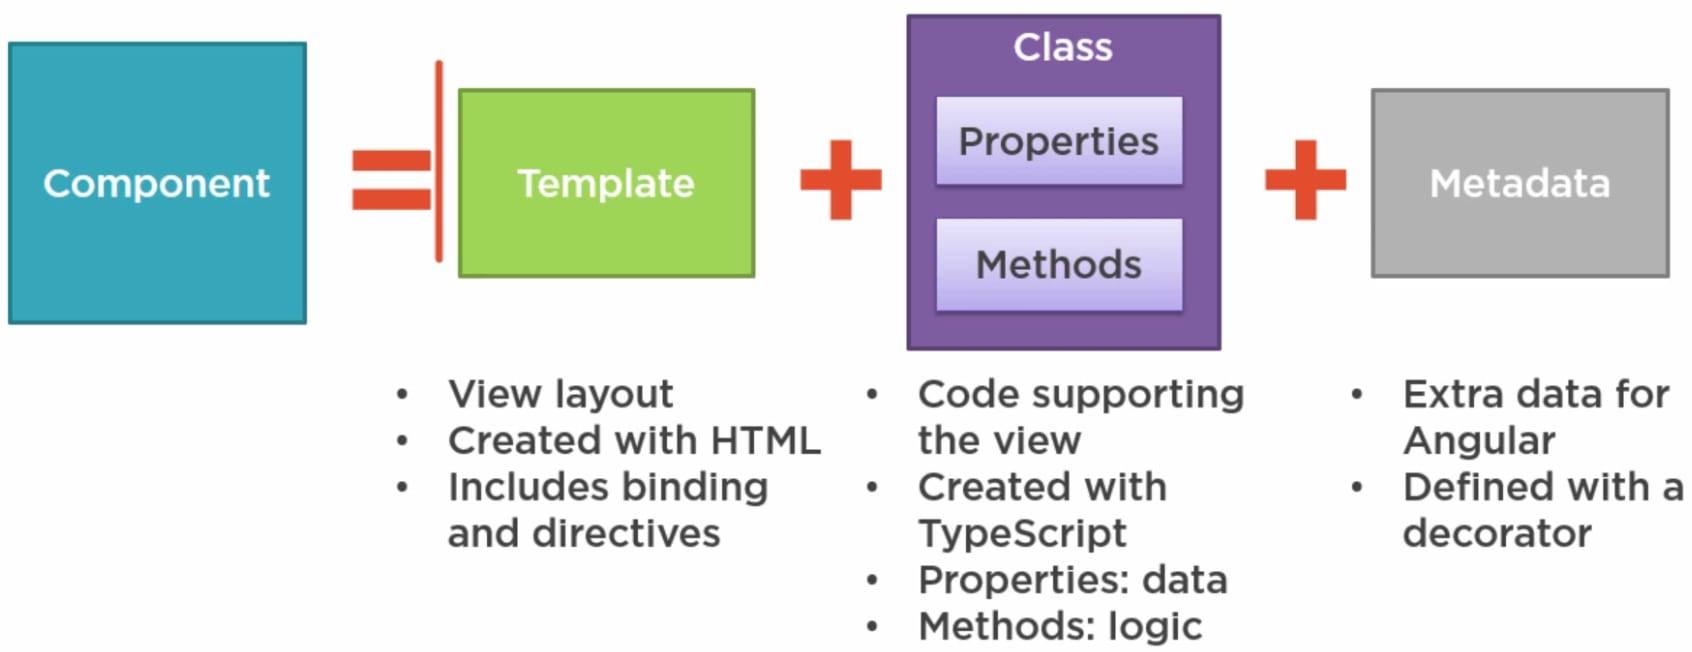 Component
Template
Class
Properties
Methods
Metadata
• View layout
• Created with HTML
• Includes binding
and directives
• Code supporting
the view
• Created with
TypeScript
• Properties: data
• Methods: logic
• Extra data for
Angular
• Defined with a
decorator